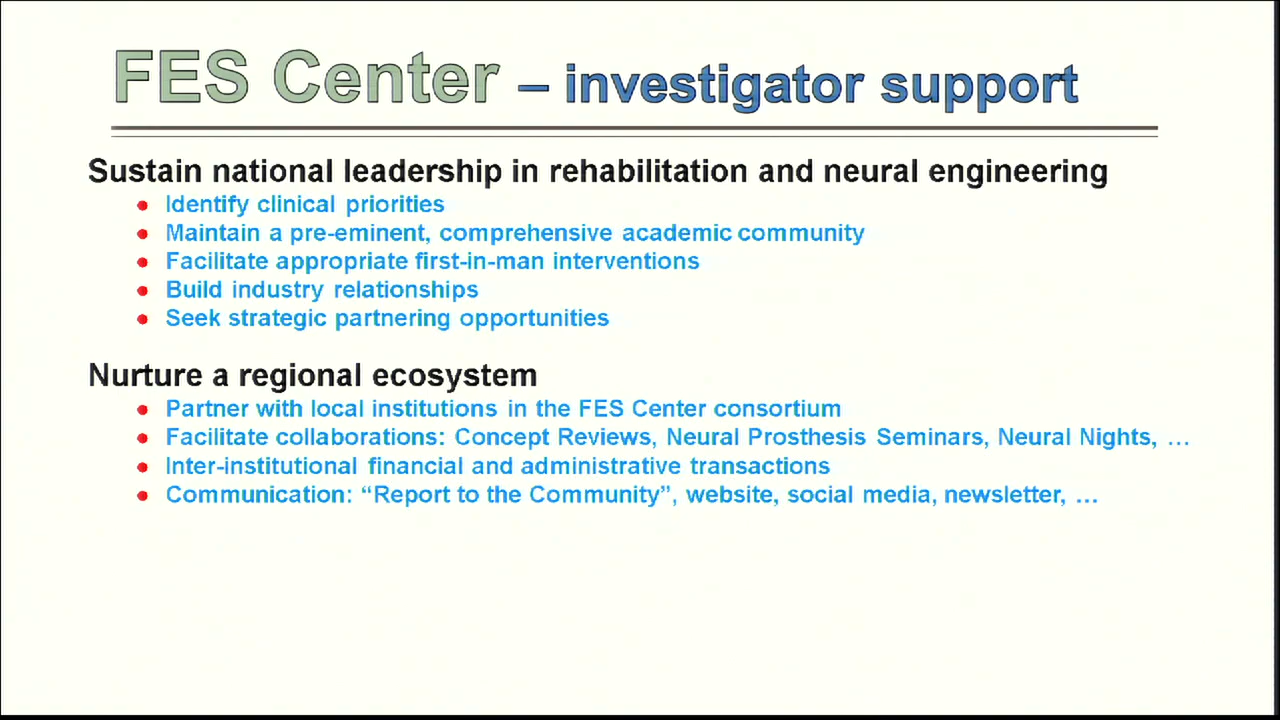 FES Center – investigator support
Sustain national leadership in rehabilitation and neural engineering
● Identify clinical priorities
● Maintain a pre-eminent, comprehensive academic community
● Facilitate appropriate first-in-man interventions
● Build industry relationships
● Seek strategic partnering opportunities
Nurture a regional ecosystem
● Partner with local institutions in the FES Center consortium
● Facilitate collaborations: Concept Reviews, Neural Prosthesis Seminars, Neural Nights, …
● Inter-institutional financial and administrative transactions
● Communication: “Report to the Community”, website, social media, newsletter, …